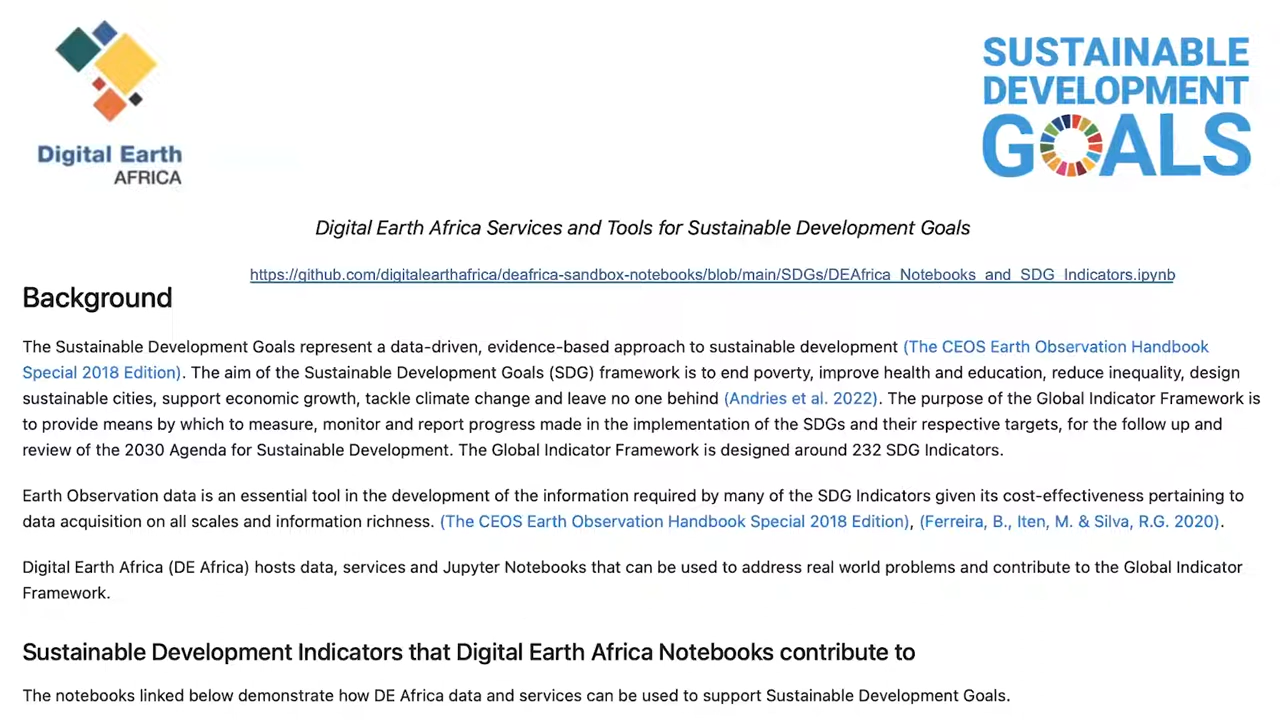 Digital Earth
AFRICA
SUSTAINABLE
DEVELOPMENT
GOALS
Digital Earth Africa Services and Tools for Sustainable Development Goals
https://github.com/digitalearthafrica/deafrica-sandbox-notebooks/blob/main/SDGs/DEAfrica_Notebooks_and_SDG_Indicators.ipynb
Background
The Sustainable Development Goals represent a data-driven, evidence-based approach to sustainable development (The CEOS Earth Observation Handbook
Special 2018 Edition). The aim of the Sustainable Development Goals (SDG) framework is to end poverty, improve health and education, reduce inequality, design
sustainable cities, support economic growth, tackle climate change and leave no one behind (Andries et al. 2022). The purpose of the Global Indicator Framework is
to provide means by which to measure, monitor and report progress made in the implementation of the SDGs and their respective targets, for the follow up and
review of the 2030 Agenda for Sustainable Development. The Global Indicator Framework is designed around 232 SDG Indicators.
Earth Observation data is an essential tool in the development of the information required by many of the SDG Indicators given its cost-effectiveness pertaining to
data acquisition on all scales and information richness. (The CEOS Earth Observation Handbook Special 2018 Edition), (Ferreira, B., Iten, M. & Silva, R.G. 2020).
Digital Earth Africa (DE Africa) hosts data, services and Jupyter Notebooks that can be used to address real world problems and contribute to the Global Indicator
Framework.
Sustainable Development Indicators that Digital Earth Africa Notebooks contribute to
The notebooks linked below demonstrate how DE Africa data and services can be used to support Sustainable Development Goals.